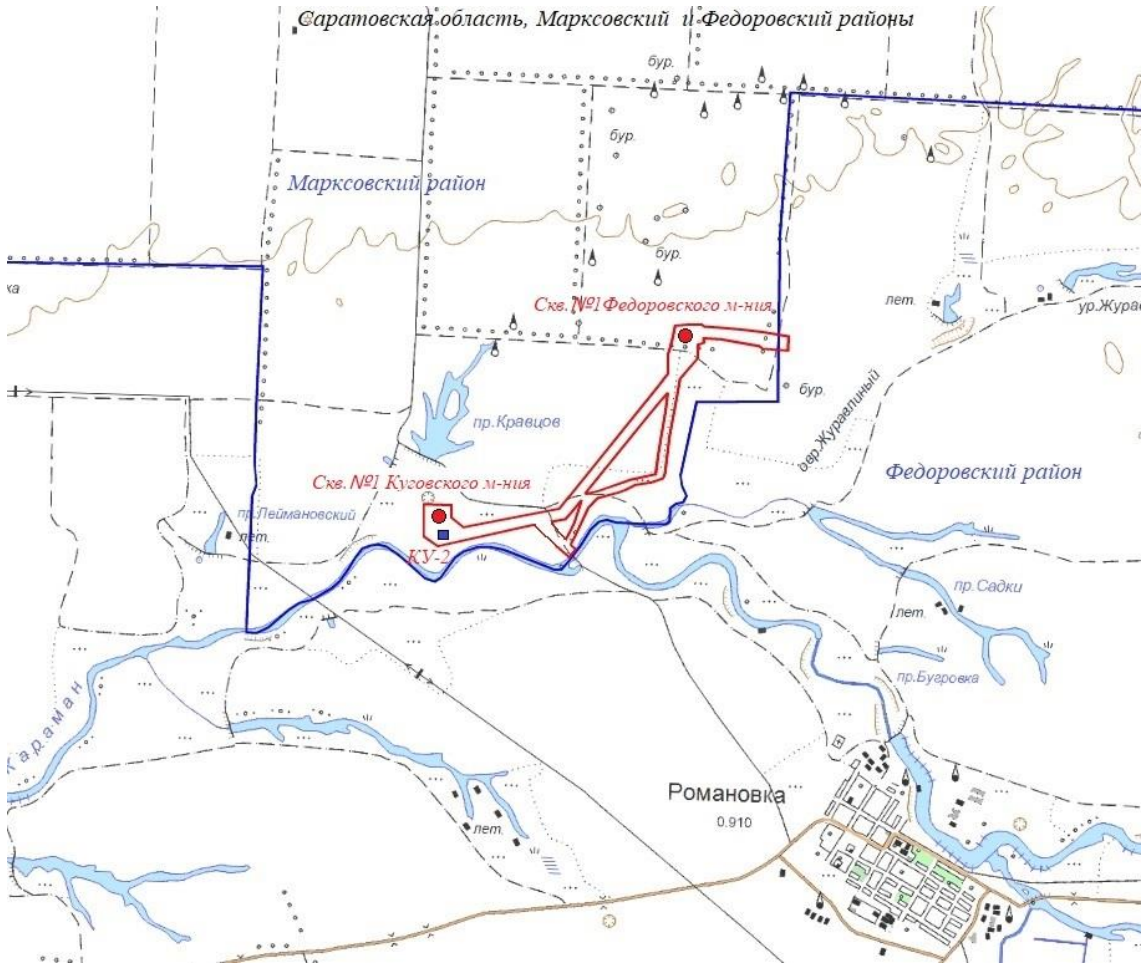 Саратовская область, Марксовский и Федоровский районы
бур.
бур.
бур.
Марксовский район
бур.
ка
Скв.№1 Федоровского м-ния
лет.
ур.Журав
пр.Кравцов
бур.
овр.Журавлиный
Федоровский район
Скв.№1 Куговского м-ния
пр.Леймановский
лет.
КУ-2
пр.Садки
лет.
пр.Бугровка
Караман
Романовка
0.910
лет.